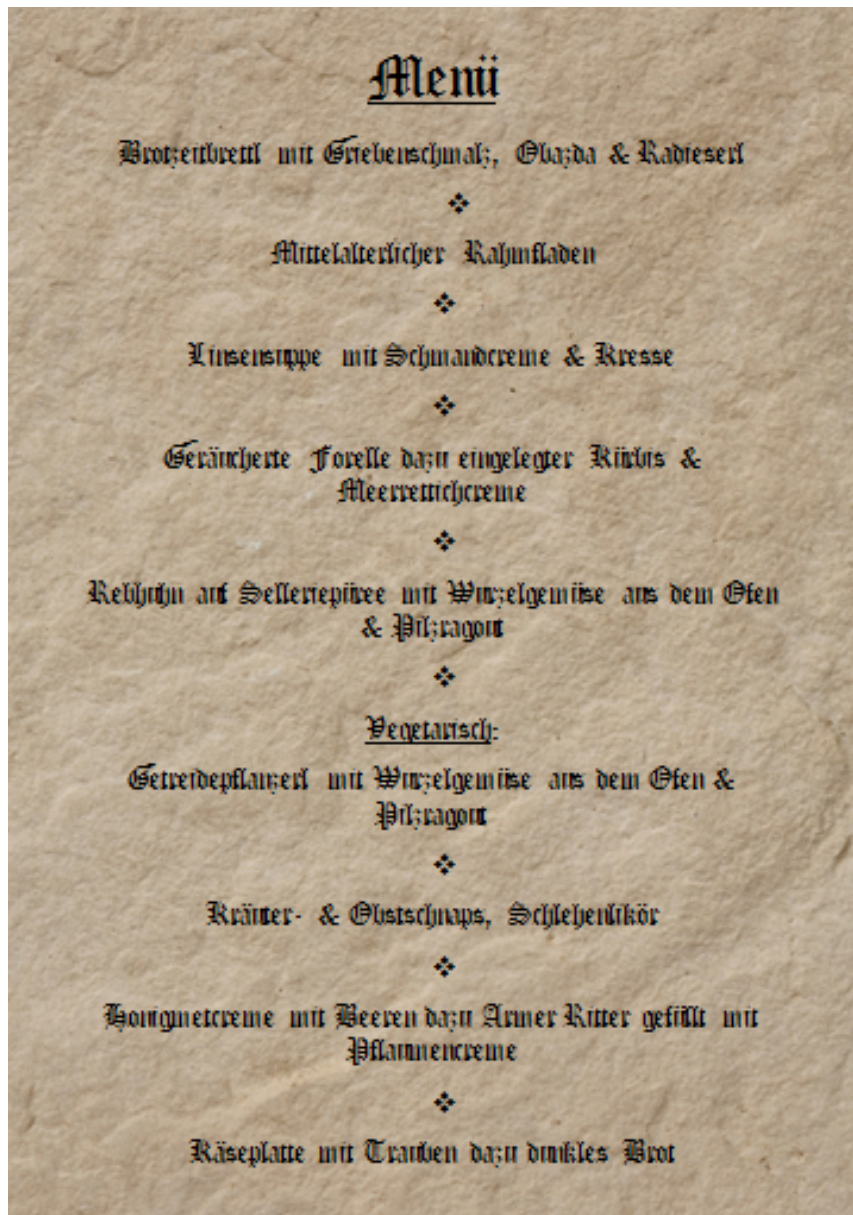 Menü
Brotzeitbrettl mit Griebenschmalz, Obazda & Radieserl
Mittelalterlicher Rahmfladen
Linsensuppe mit Schmandcreme & Kresse
Geräucherte Forelle dazu eingelegter Kürbis &
Meerrettichcreme
Rebhuhn auf Selleriepüree mit Wurzelgemüse aus dem Ofen
& Pilzragout
Vegetarisch:
Getreidepflanzerl mit Wurzelgemüse aus dem Ofen &
Pilzragout
Kräuter- & Obstschnaps, Schlehenlikör
Honigmetcreme mit Beeren dazu Armer Ritter gefüllt mit
Pflaumencreme
Käseplatte mit Trauben dazu dunkles Brot